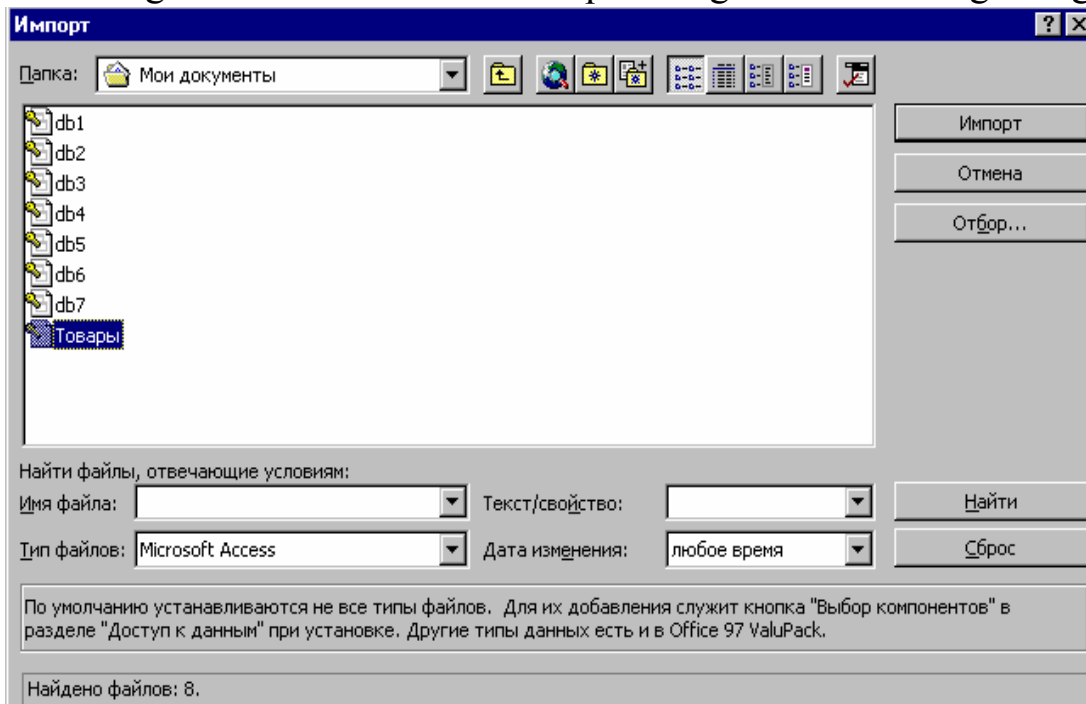 Импорт
Папка: Мои документы
db1
db2
db3
db4
db5
db6
db7
Товары
Импорт
Отмена
Отбор...
Найти файлы, отвечающие условиям:
Имя файла: Текст/свойство: Найти
Тип файлов: Microsoft Access Дата изменения: любое время Сброс
По умолчанию устанавливаются не все типы файлов. Для их добавления служит кнопка "Выбор компонентов" в
разделе "Доступ к данным" при установке. Другие типы данных есть и в Office 97 ValuPack.
Найдено файлов: 8.